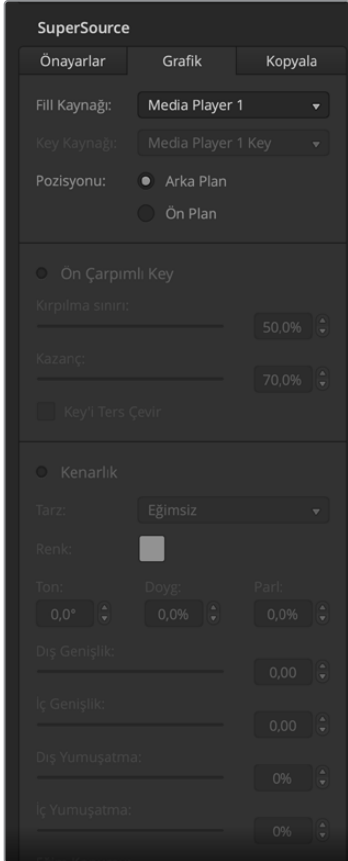 SuperSource
Önayarlar Grafik Kopyala
Fill Kaynağı: Media Player 1
Key Kaynağı: Media Player 1 Key
Pozisyonu: Arka Plan
Ön Plan
Ön Çarpımlı Key
Kırpılma sınırı:
50,0%
Kazanç:
70,0%
Key'i Ters Çevir
Kenarlık
Tarz: Eğimsiz
Renk:
Ton: Doyg: Parl:
0,0° 0,0% 0,0%
Dış Genişlik:
0,00
İç Genişlik:
0,00
Dış Yumuşatma:
0%
İç Yumuşatma:
0%